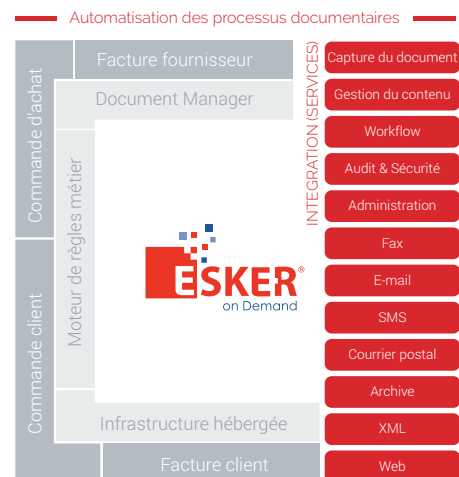 Automatisation des processus documentaires
Facture fournisseur
Document Manager
Commande d'achat
Moteur de règles métier
Commande client
ESKER®
on Demand
Infrastructure hébergée
Facture client
INTEGRATION (SERVICES)
Capture du document
Gestion du contenu
Workflow
Audit & Sécurité
Administration
Fax
E-mail
SMS
Courrier postal
Archive
XML
Web